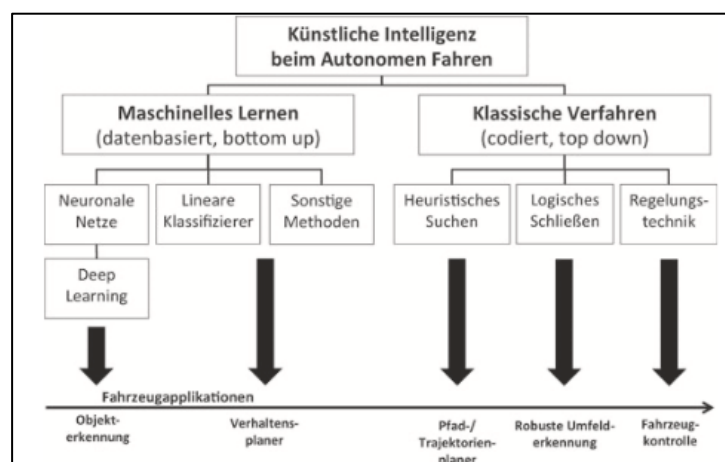 Künstliche Intelligenz
beim Autonomen Fahren
Maschinelles Lernen
(datenbasiert, bottom up)
Klassische Verfahren
(codiert, top down)
Neuronale
Netze
Lineare
Klassifizierer
Sonstige
Methoden
Heuristisches
Suchen
Logisches
Schließen
Regelungs-
technik
Deep
Learning
Fahrzeugapplikationen
Objekt-
erkennung
Verhaltens-
planer
Pfad-/
Trajektorien-
planer
Robuste Umfeld-
erkennung
Fahrzeug-
kontrolle